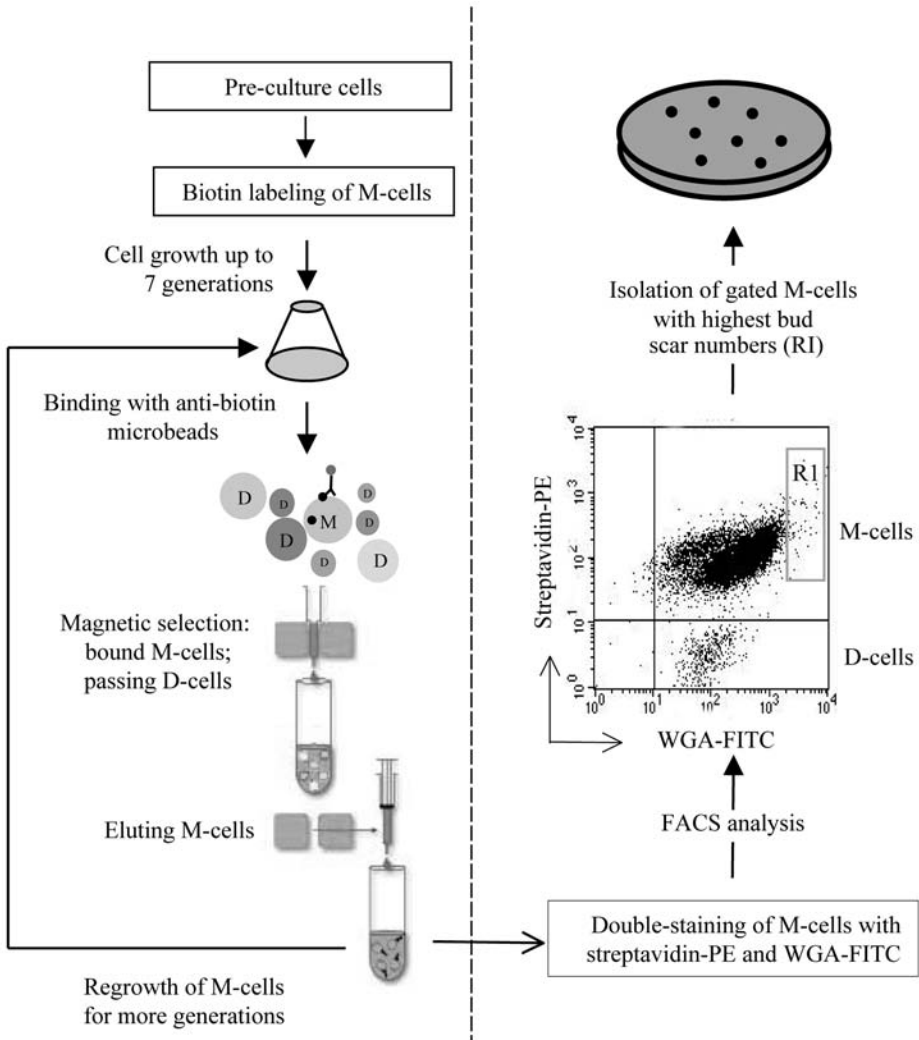 Pre-culture cells
Biotin labeling of M-cells
Cell growth up to
7 generations
Binding with anti-biotin
microbeads
D
D
D
M
D
D
D
D
D
Magnetic selection:
bound M-cells;
passing D-cells
Eluting M-cells
Regrowth of M-cells
for more generations
Isolation of gated M-cells
with highest bud
scar numbers (RI)
Streptavidin-PE
10^4
10^3
10^2
10^1
10^0
R1
M-cells
D-cells
10^0
10^1
10^2
10^3
10^4
WGA-FITC
FACS analysis
Double-staining of M-cells with
streptavidin-PE and WGA-FITC